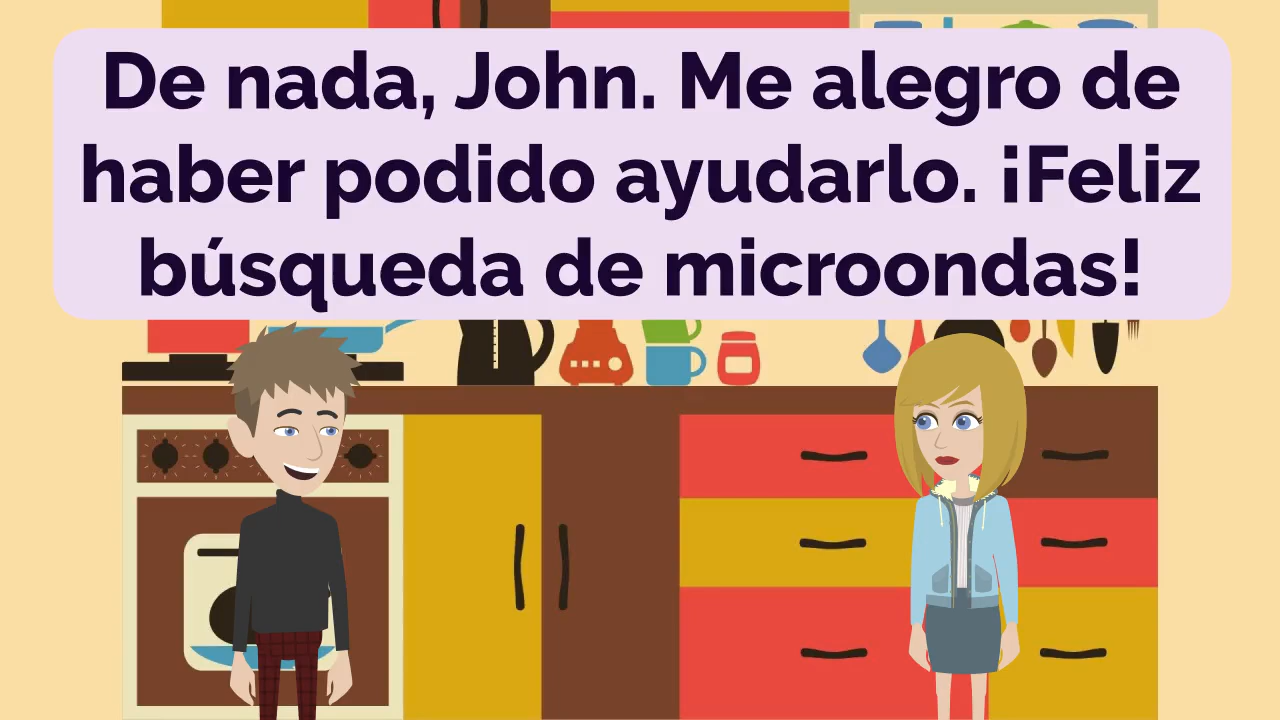 De nada, John. Me alegro de
haber podido ayudarlo. ¡Feliz
búsqueda de microondas!